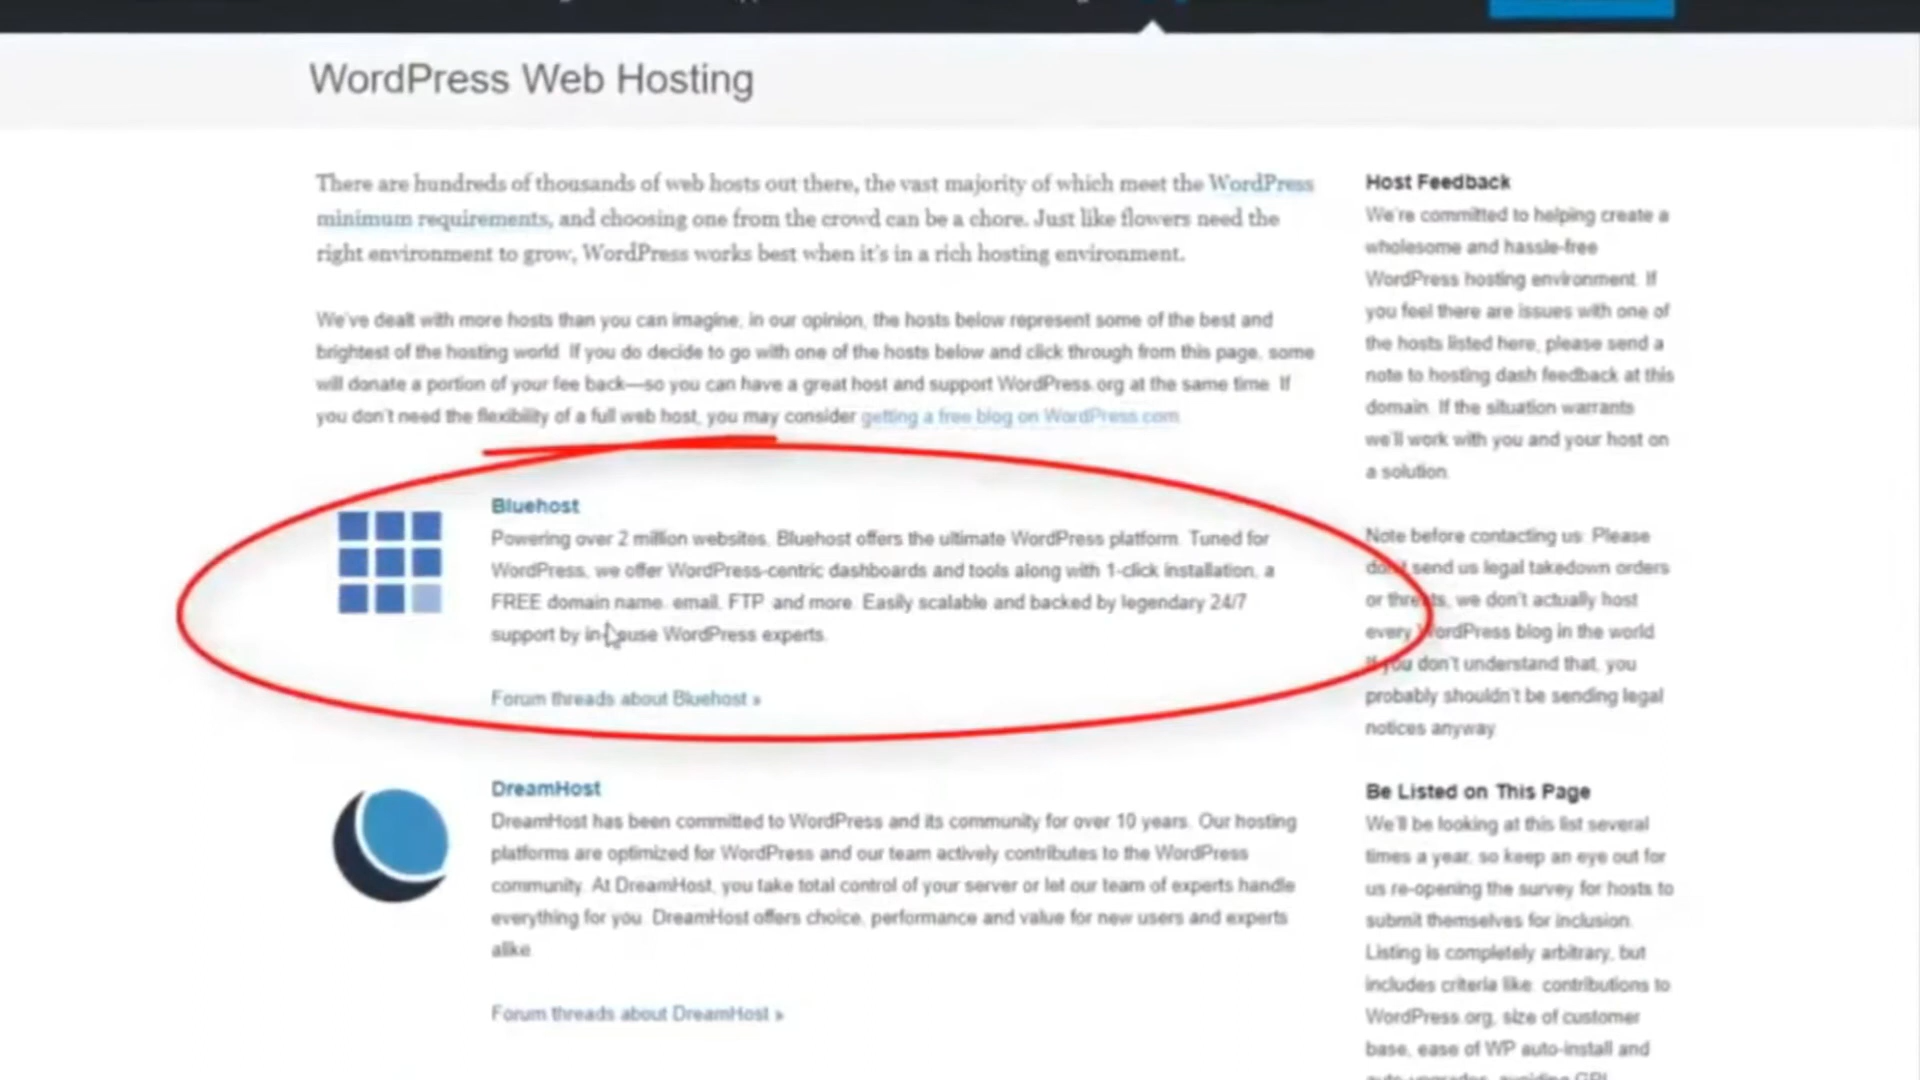 WordPress Web Hosting
There are hundreds of thousands of web hosts out there, the vast majority of which meet the WordPress
minimum requirements, and choosing one from the crowd can be a chore. Just like flowers need the
right environment to grow, WordPress works best when it's in a rich hosting environment.
We've dealt with more hosts than you can imagine, in our opinion, the hosts below represent some of the best and
brightest of the hosting world. If you do decide to go with one of the hosts below and click through from this page, some
will donate a portion of your fee back—so you can have a great host and support WordPress.org at the same time. If
you don't need the flexibility of a full web host, you may consider getting a free blog on WordPress.com.
Bluehost
Powering over 2 million websites, Bluehost offers the ultimate WordPress platform. Tuned for
WordPress, we offer WordPress-centric dashboards and tools along with 1-click installation, a
FREE domain name, email, FTP, and more. Easily scalable and backed by legendary 24/7
support by in-house WordPress experts.
Forum threads about Bluehost »
DreamHost
DreamHost has been committed to WordPress and its community for over 10 years. Our hosting
platforms are optimized for WordPress and our team actively contributes to the WordPress
community. At DreamHost, you take total control of your server or let our team of experts handle
everything for you. DreamHost offers choice, performance and value for new users and experts
alike.
Forum threads about DreamHost »
Host Feedback
We're committed to helping create a
wholesome and hassle-free
WordPress hosting environment. If
you feel there are issues with one of
the hosts listed here, please send a
note to hosting dash feedback at this
domain. If the situation warrants
we'll work with you and your host on
a solution.
Note before contacting us: Please
don't send us legal takedown orders
or threats, we don't actually host
every WordPress blog in the world.
If you don't understand that, you
probably shouldn't be sending legal
notices anyway.
Be Listed on This Page
We'll be looking at this list several
times a year, so keep an eye out for
us re-opening the survey for hosts to
submit themselves for inclusion.
Listing is completely arbitrary, but
includes criteria like: contributions to
WordPress.org, size of customer
base, ease of WP auto-install and